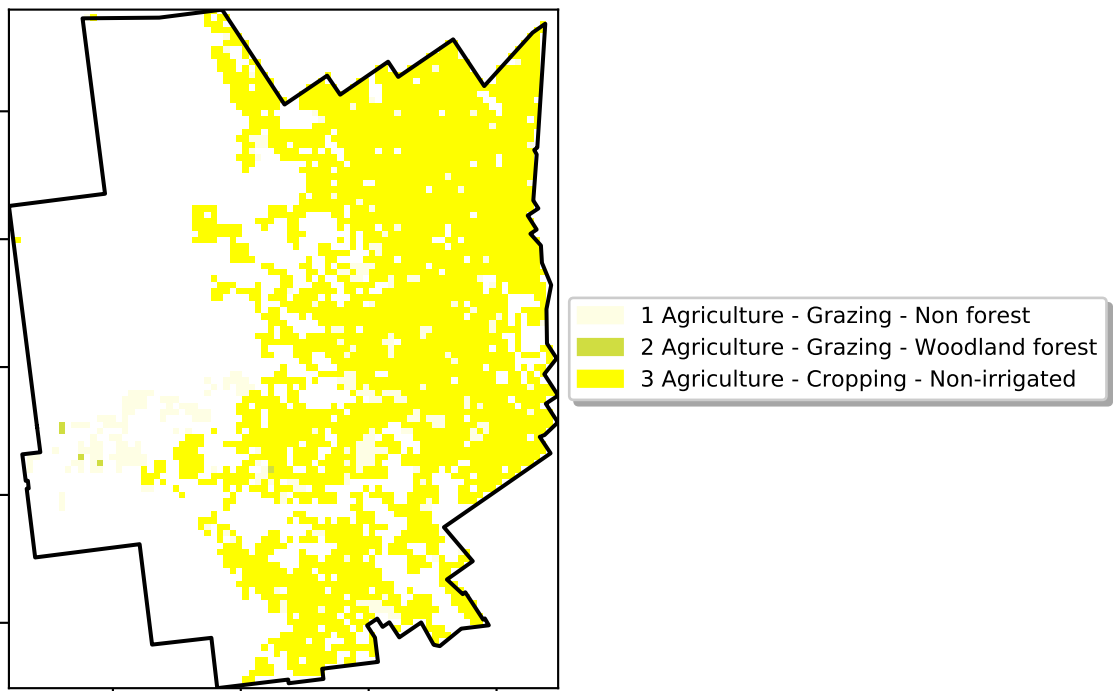 1 Agriculture - Grazing - Non forest
2 Agriculture - Grazing - Woodland forest
3 Agriculture - Cropping - Non-irrigated